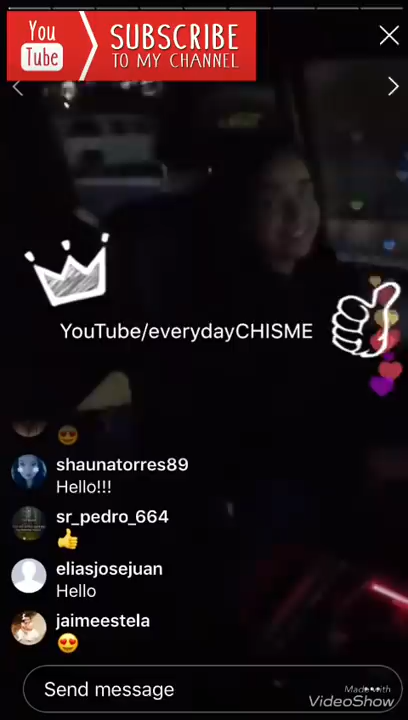 You
Tube
SUBSCRIBE
TO MY CHANNEL
YouTube/everydayCHISME
😍
shaunatorres89
Hello!!!
sr_pedro_664
👍
eliasjosejuan
Hello
jaimeestela
😍
Send message
Made with
VideoShow